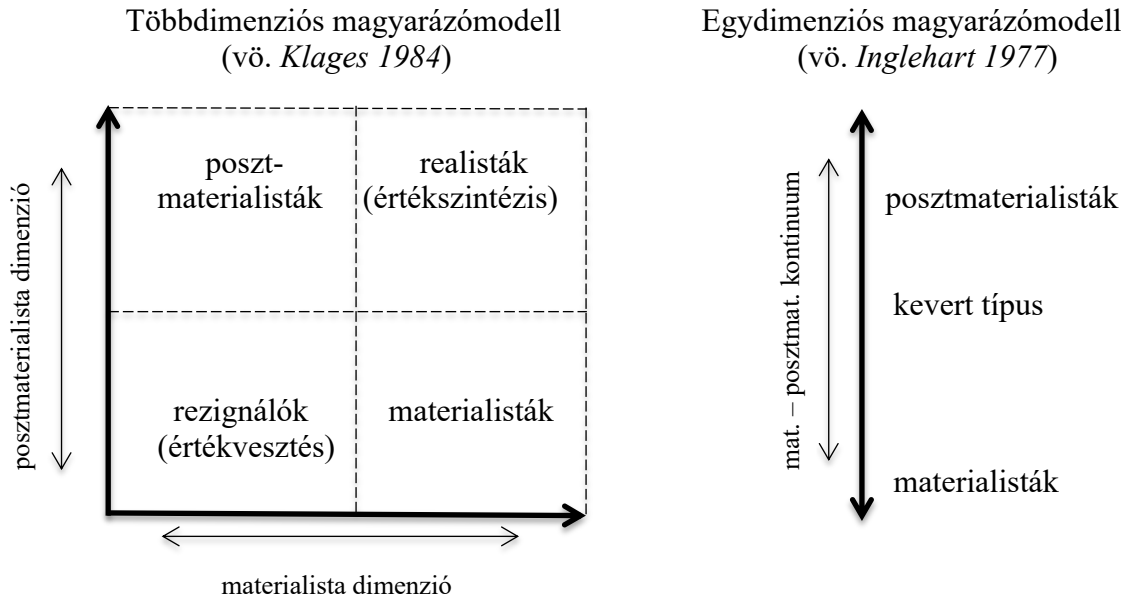 Többdimenziós magyarázómodell
(vö. Klages 1984)
posztmaterialista dimenzió
poszt-
materialisták
realisták
(értékszintézis)
rezignálók
(értékvesztés)
materialisták
materialista dimenzió
Egydimenziós magyarázómodell
(vö. Inglehart 1977)
mat. – posztmat. kontinuum
posztmaterialisták
kevert típus
materialisták